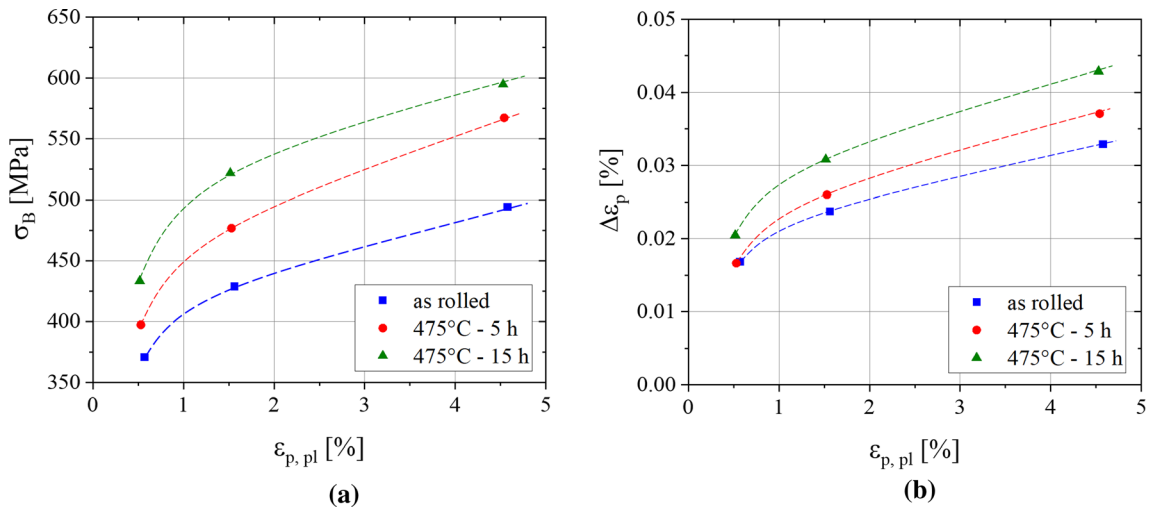 650
600
550
500
450
400
350
σB [MPa]
as rolled
475°C - 5 h
475°C - 15 h
0 1 2 3 4 5
εp, pl [%]
(a)
0.05
0.04
0.03
0.02
0.01
0.00
Δεp [%]
as rolled
475°C - 5 h
475°C - 15 h
0 1 2 3 4 5
εp, pl [%]
(b)